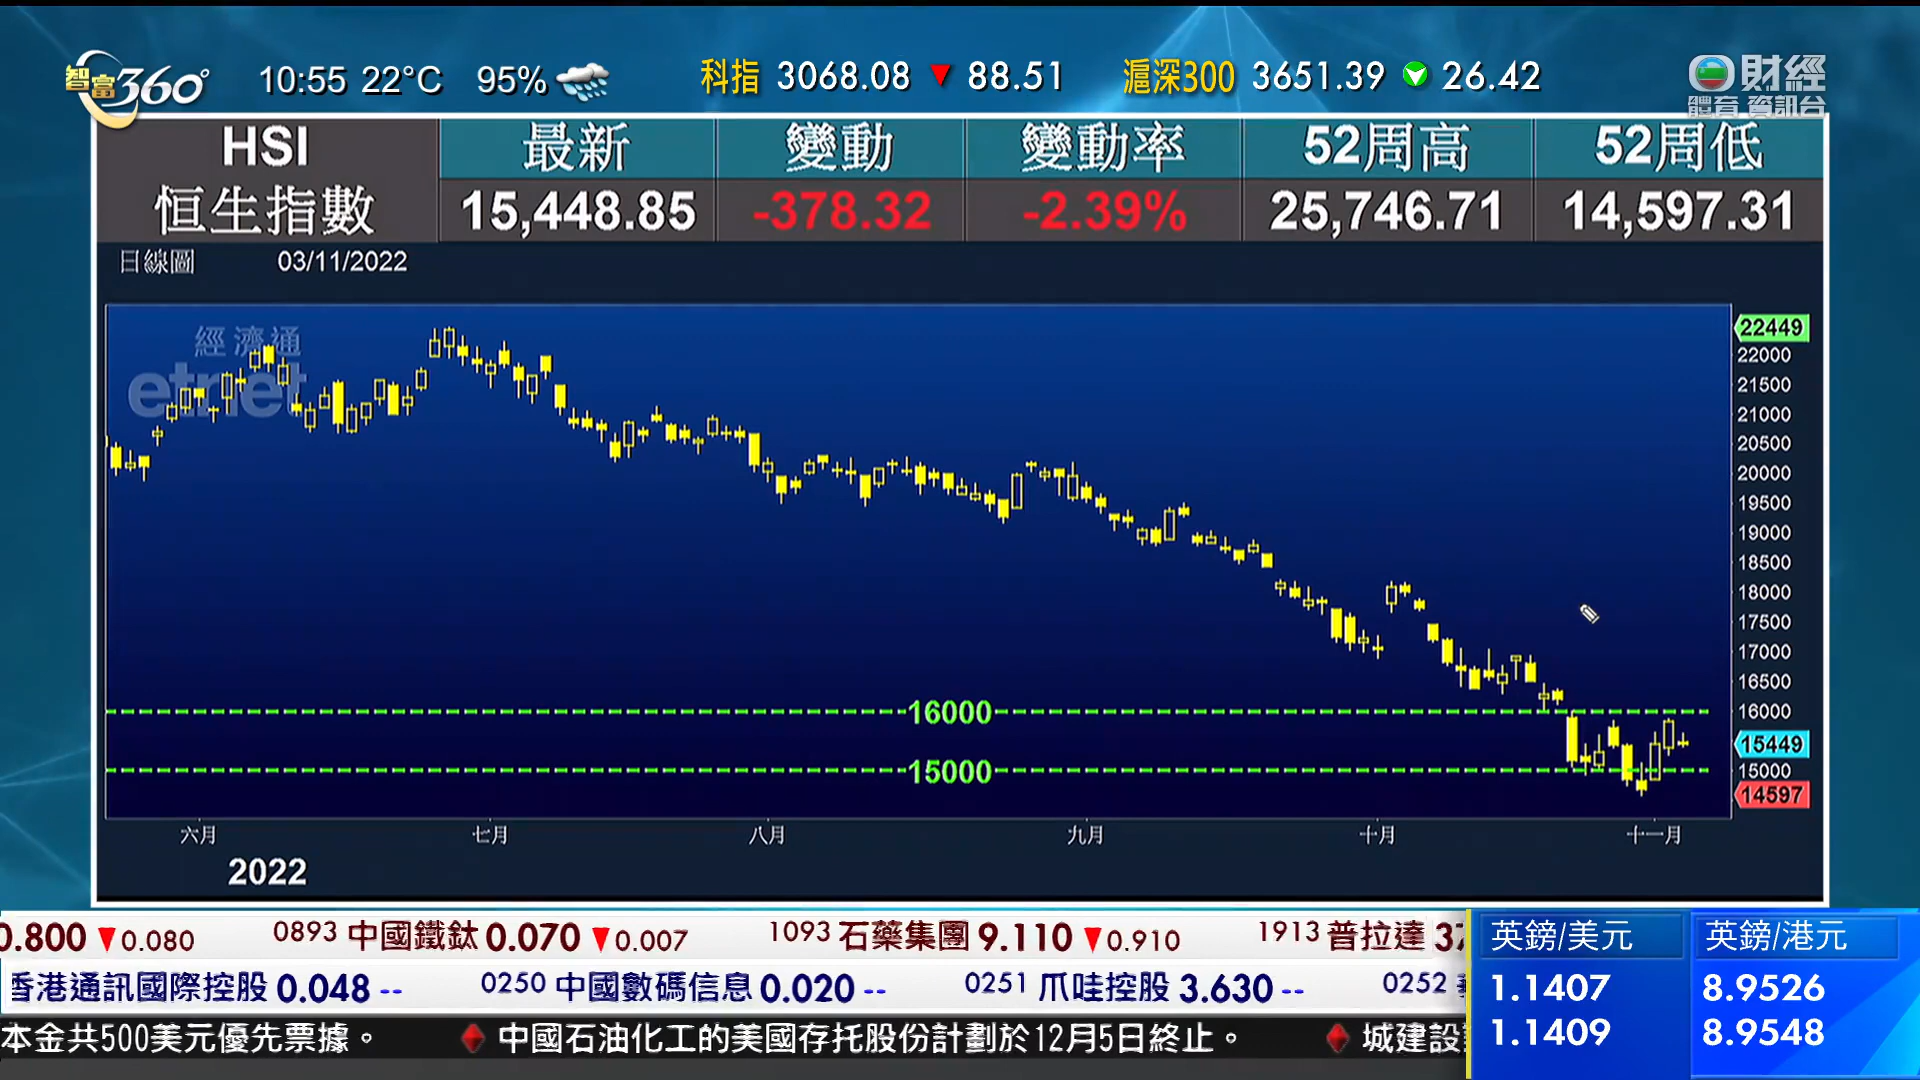 智富360° 10:55 22°C 95% 科指 3068.08 ▼ 88.51 滬深300 3651.39 26.42 財經
體育 資訊台
HSI 最新 變動 變動率 52周高 52周低
恒生指數 15,448.85 -378.32 -2.39% 25,746.71 14,597.31
日線圖 03/11/2022
經濟通
etnet
22449
22000
21500
21000
20500
20000
19500
19000
18500
18000
17500
17000
16500
16000 16000
15449
15000 15000
14597
六月 七月 八月 九月 十月 十一月
2022
0.800 ▼0.080 0893 中國鐵鈦 0.070 ▼0.007 1093 石藥集團 9.110 ▼0.910 1913 普拉達 37
香港通訊國際控股 0.048 -- 0250 中國數碼信息 0.020 -- 0251 爪哇控股 3.630 -- 0252
本金共500美元優先票據。 中國石油化工的美國存托股份計劃於12月5日終止。 城建設
英鎊/美元 英鎊/港元
1.1407 8.9526
1.1409 8.9548